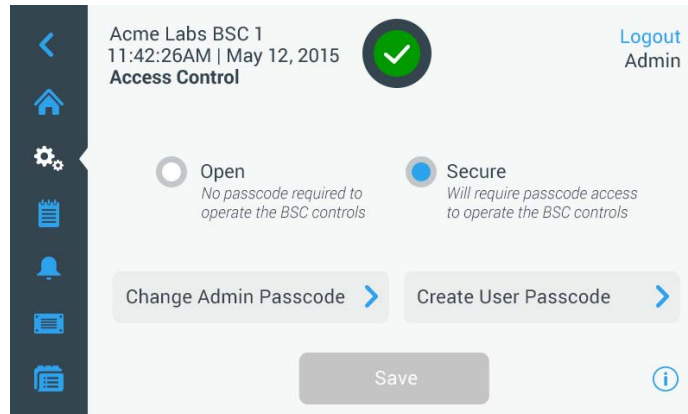 Acme Labs BSC 1
11:42:26AM | May 12, 2015
Access Control
Logout
Admin
Open
No passcode required to
operate the BSC controls
Secure
Will require passcode access
to operate the BSC controls
Change Admin Passcode
Create User Passcode
Save